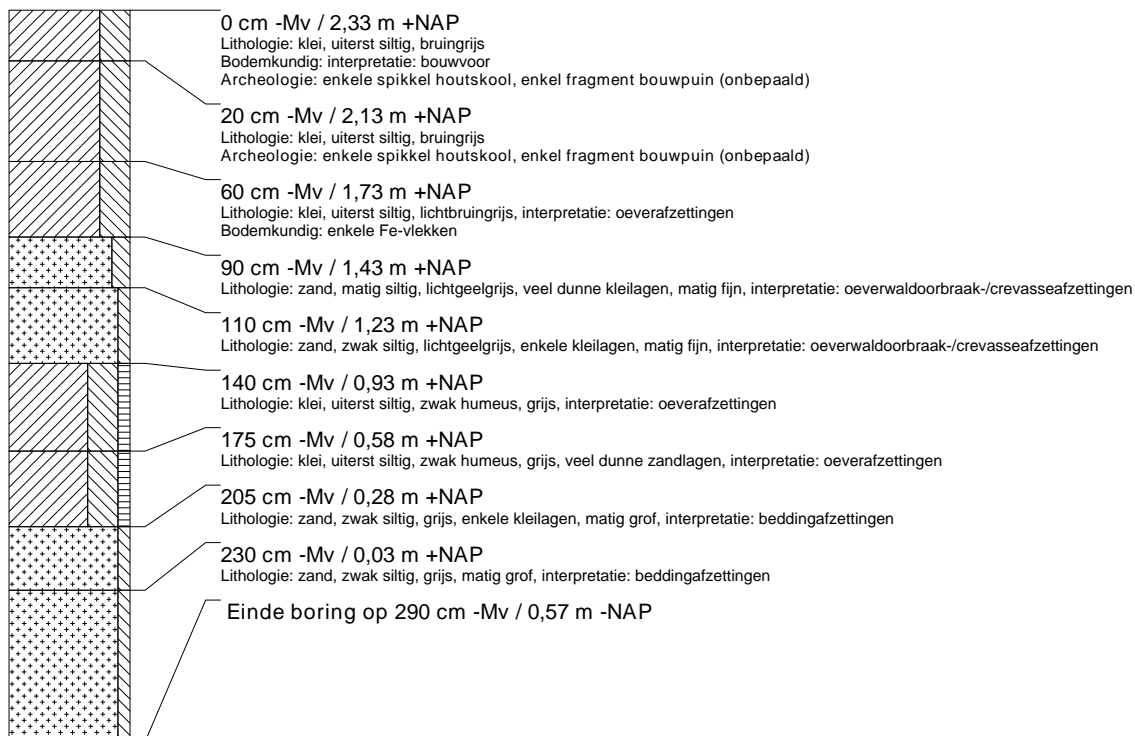 0 cm -Mv / 2,33 m +NAP
Lithologie: klei, uiterst siltig, bruingrijs
Bodemkundig: interpretatie: bouwvoor
Archeologie: enkele spikkel houtskool, enkel fragment bouwpuin (onbepaald)
20 cm -Mv / 2,13 m +NAP
Lithologie: klei, uiterst siltig, bruingrijs
Archeologie: enkele spikkel houtskool, enkel fragment bouwpuin (onbepaald)
60 cm -Mv / 1,73 m +NAP
Lithologie: klei, uiterst siltig, lichtbruingrijs, interpretatie: oeverafzettingen
Bodemkundig: enkele Fe-vlekken
90 cm -Mv / 1,43 m +NAP
Lithologie: zand, matig siltig, lichtgeelgrijs, veel dunne kleilagen, matig fijn, interpretatie: oeverwaldoorbraak-/crevasseafzettingen
110 cm -Mv / 1,23 m +NAP
Lithologie: zand, zwak siltig, lichtgeelgrijs, enkele kleilagen, matig fijn, interpretatie: oeverwaldoorbraak-/crevasseafzettingen
140 cm -Mv / 0,93 m +NAP
Lithologie: klei, uiterst siltig, zwak humeus, grijs, interpretatie: oeverafzettingen
175 cm -Mv / 0,58 m +NAP
Lithologie: klei, uiterst siltig, zwak humeus, grijs, veel dunne zandlagen, interpretatie: oeverafzettingen
205 cm -Mv / 0,28 m +NAP
Lithologie: zand, zwak siltig, grijs, enkele kleilagen, matig grof, interpretatie: beddingafzettingen
230 cm -Mv / 0,03 m +NAP
Lithologie: zand, zwak siltig, grijs, matig grof, interpretatie: beddingafzettingen
Einde boring op 290 cm -Mv / 0,57 m -NAP